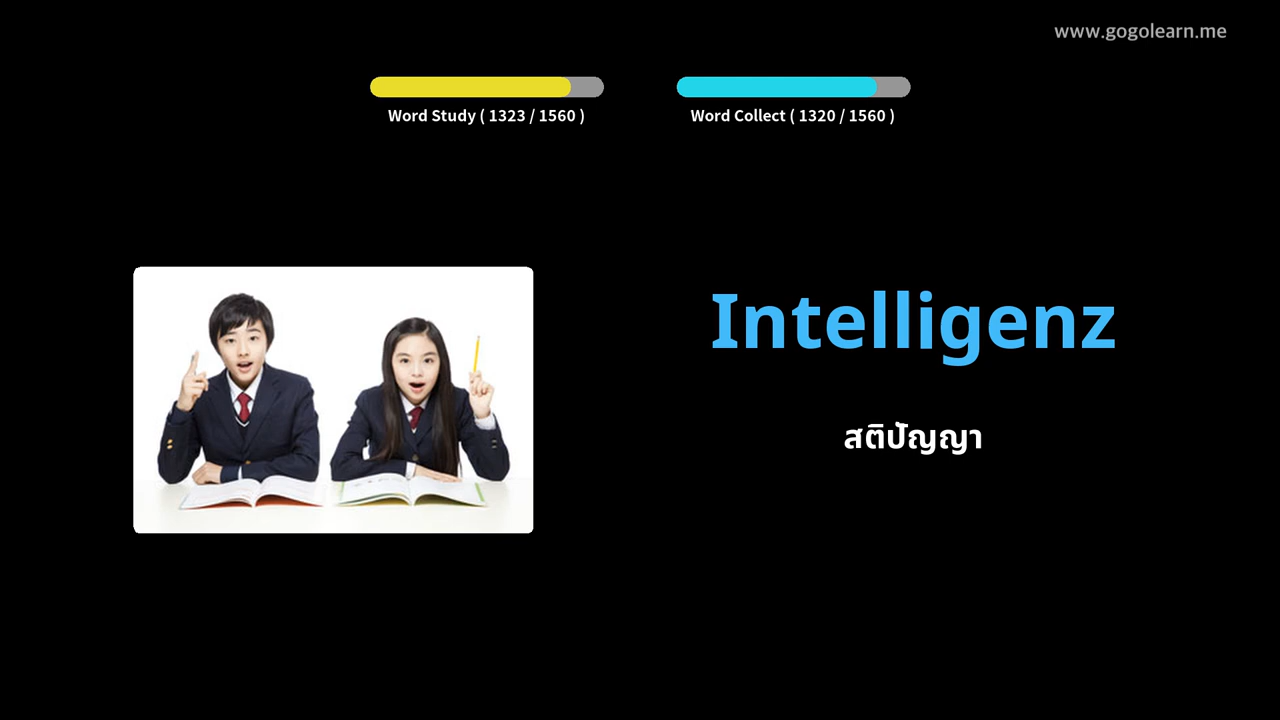 www.gogolearn.me
Word Study ( 1323 / 1560 )
Word Collect ( 1320 / 1560 )
Intelligenz
สติปัญญา